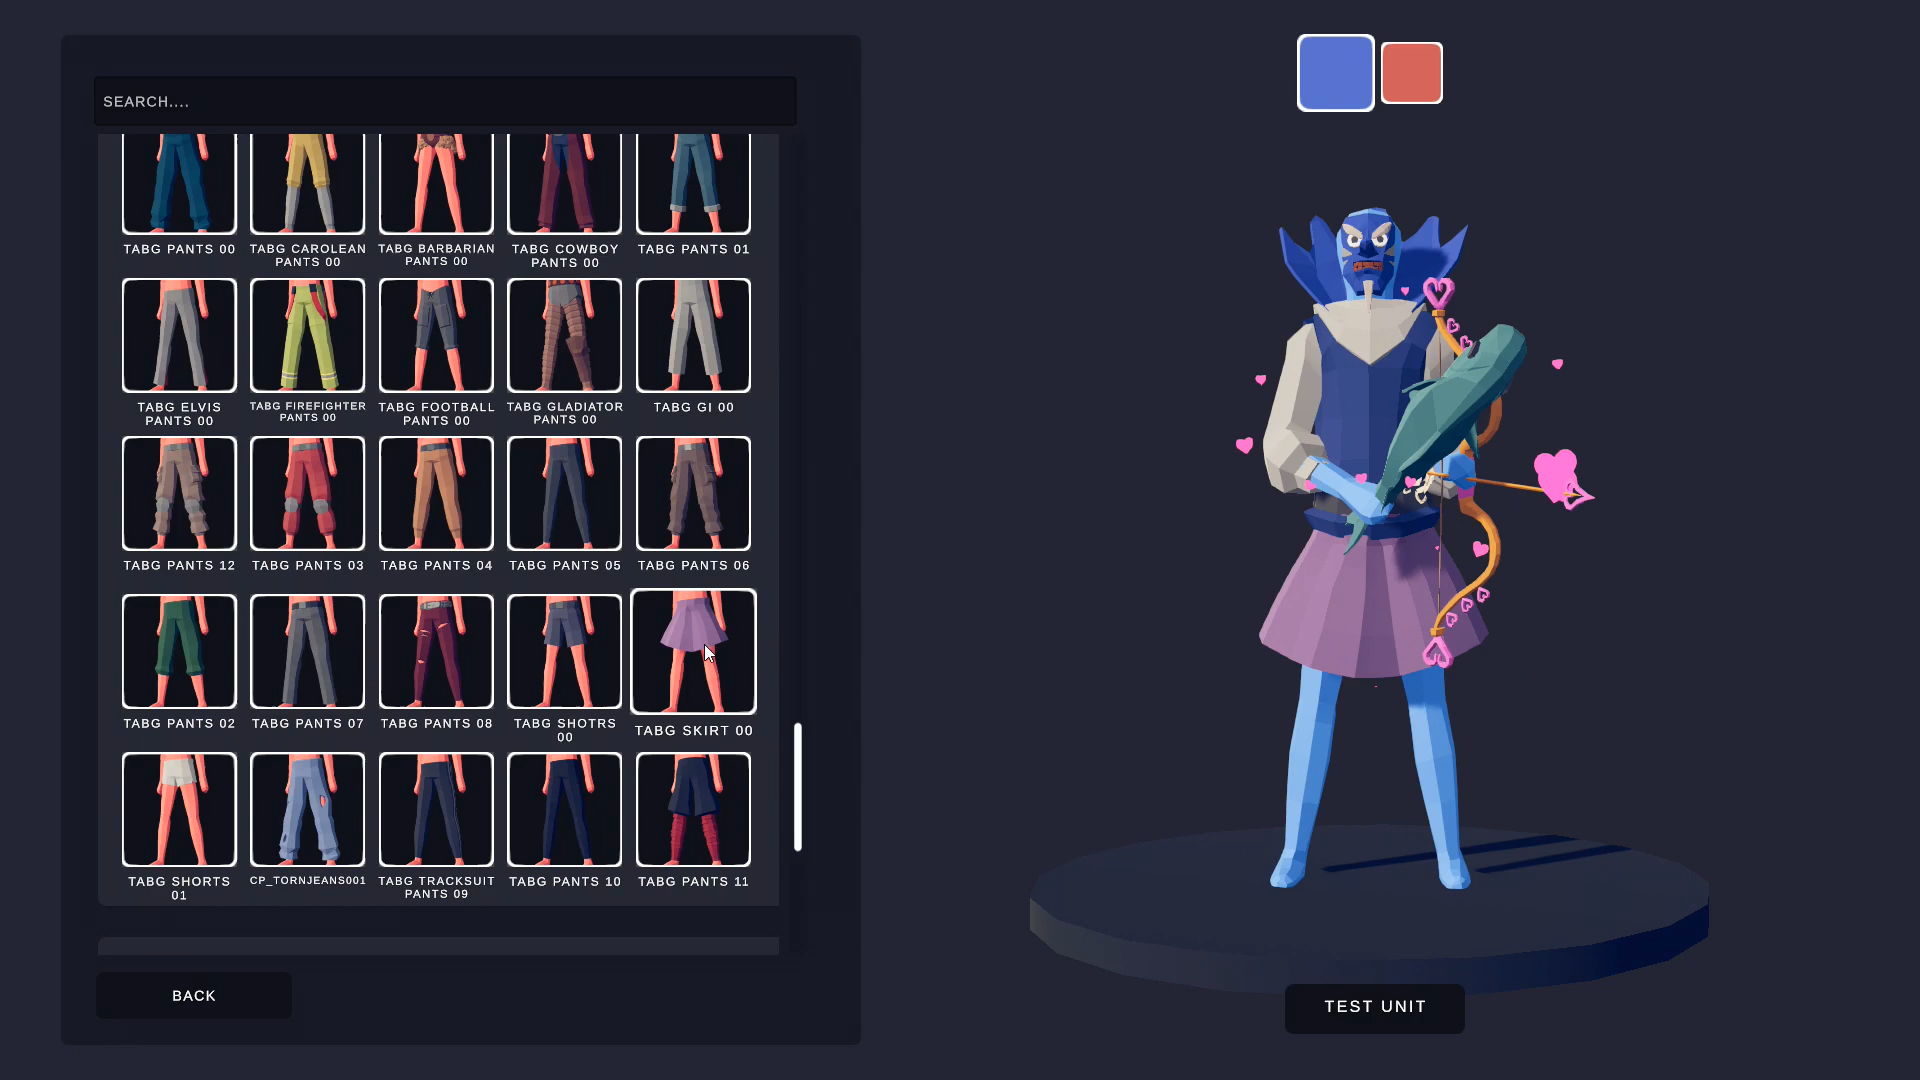 SEARCH....
TABG PANTS 00
TABG CAROLEAN
PANTS 00
TABG BARBARIAN
PANTS 00
TABG COWBOY
PANTS 00
TABG PANTS 01
TABG ELVIS
PANTS 00
TABG FIREFIGHTER
PANTS 00
TABG FOOTBALL
PANTS 00
TABG GLADIATOR
PANTS 00
TABG GI 00
TABG PANTS 12
TABG PANTS 03
TABG PANTS 04
TABG PANTS 05
TABG PANTS 06
TABG PANTS 02
TABG PANTS 07
TABG PANTS 08
TABG SHOTRS
00
TABG SKIRT 00
TABG SHORTS
01
CP_TORNJEANS001
TABG TRACKSUIT
PANTS 09
TABG PANTS 10
TABG PANTS 11
BACK
TEST UNIT